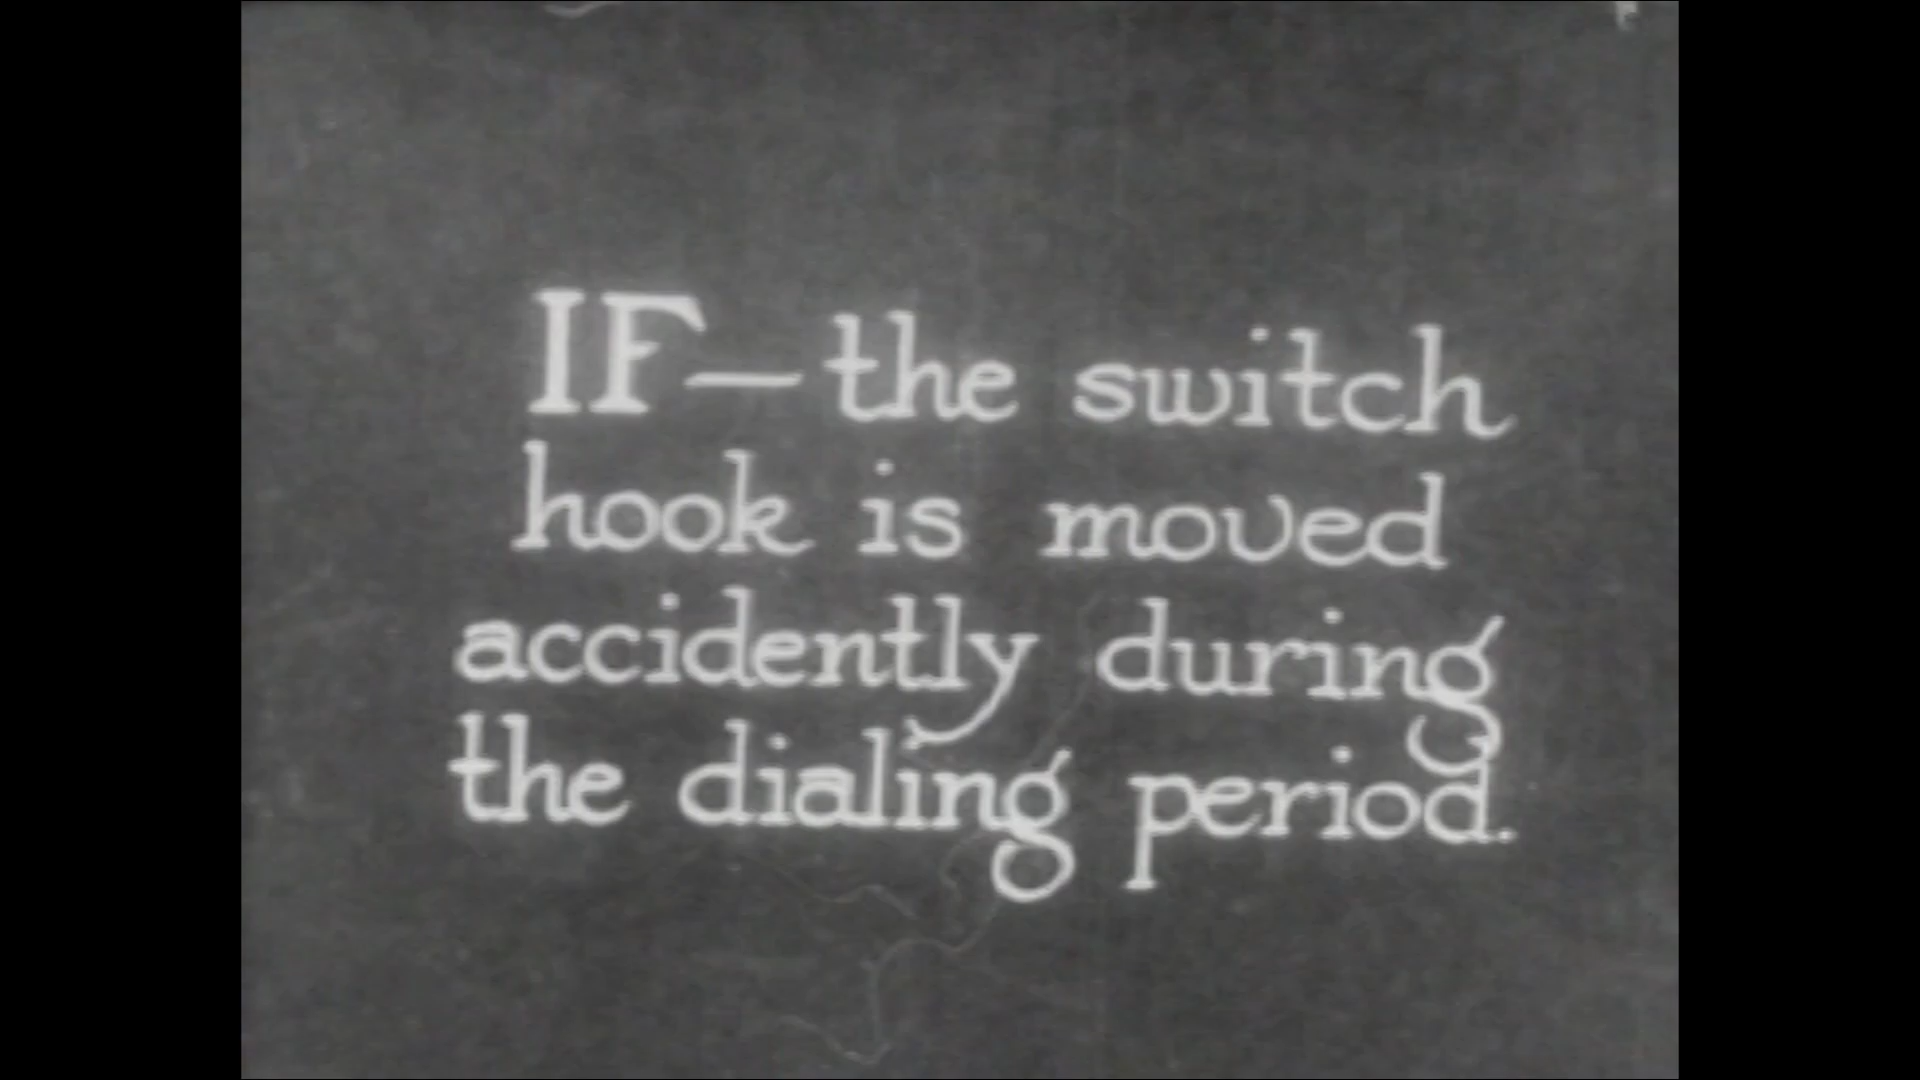 IF—the switch
hook is moved
accidently during
the dialing period.